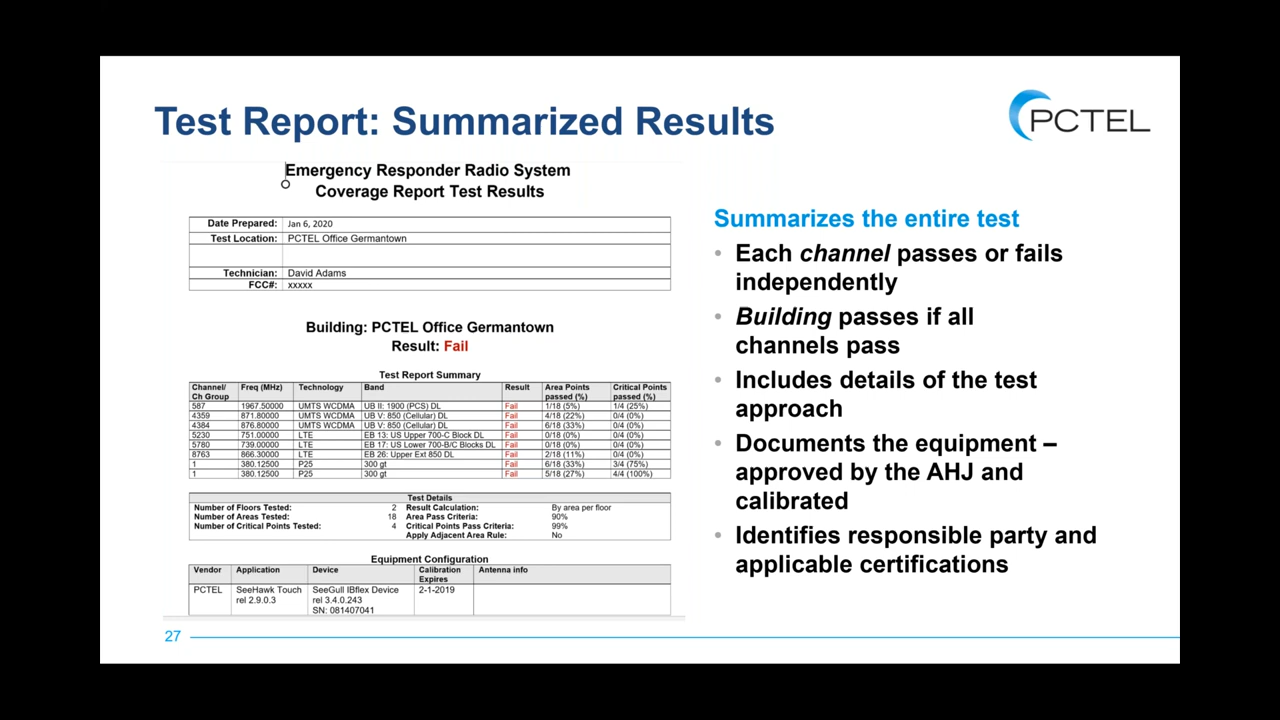 Test Report: Summarized Results
PCTEL
Emergency Responder Radio System
Coverage Report Test Results
Date Prepared: Jan 6, 2020
Test Location: PCTEL Office Germantown
Technician: David Adams
FCC#: xxxxx
Building: PCTEL Office Germantown
Result: Fail
Test Report Summary
Channel/ Freq (MHz) Technology Band Result Area Points Critical Points
Ch Group passed (%) passed (%)
587 1967.50000 UMTS WCDMA UB II: 1900 (PCS) DL Fail 1/18 (5%) 1/4 (25%)
4359 871.80000 UMTS WCDMA UB V: 850 (Cellular) DL Fail 4/18 (22%) 0/4 (0%)
4384 876.80000 UMTS WCDMA UB V: 850 (Cellular) DL Fail 6/18 (33%) 0/4 (0%)
5230 751.00000 LTE EB 13: US Upper 700-C Block DL Fail 0/18 (0%) 0/4 (0%)
5780 739.00000 LTE EB 17: US Lower 700-B/C Blocks DL Fail 0/18 (0%) 0/4 (0%)
8763 866.30000 LTE EB 26: Upper Ext 850 DL Fail 2/18 (11%) 0/4 (0%)
1 380.12500 P25 300 gt Fail 6/18 (33%) 3/4 (75%)
1 380.12500 P25 300 gt Fail 5/18 (27%) 4/4 (100%)
Test Details
Number of Floors Tested: 2 Result Calculation: By area per floor
Number of Areas Tested: 18 Area Pass Criteria: 90%
Number of Critical Points Tested: 4 Critical Points Pass Criteria: 99%
Apply Adjacent Area Rule: No
Equipment Configuration
Vendor Application Device Calibration Antenna info
Expires
PCTEL SeeHawk Touch SeeGull IBflex Device 2-1-2019
rel 2.9.0.3 rel 3.4.0.243
SN: 081407041
Summarizes the entire test
• Each channel passes or fails
independently
• Building passes if all
channels pass
• Includes details of the test
approach
• Documents the equipment –
approved by the AHJ and
calibrated
• Identifies responsible party and
applicable certifications
27